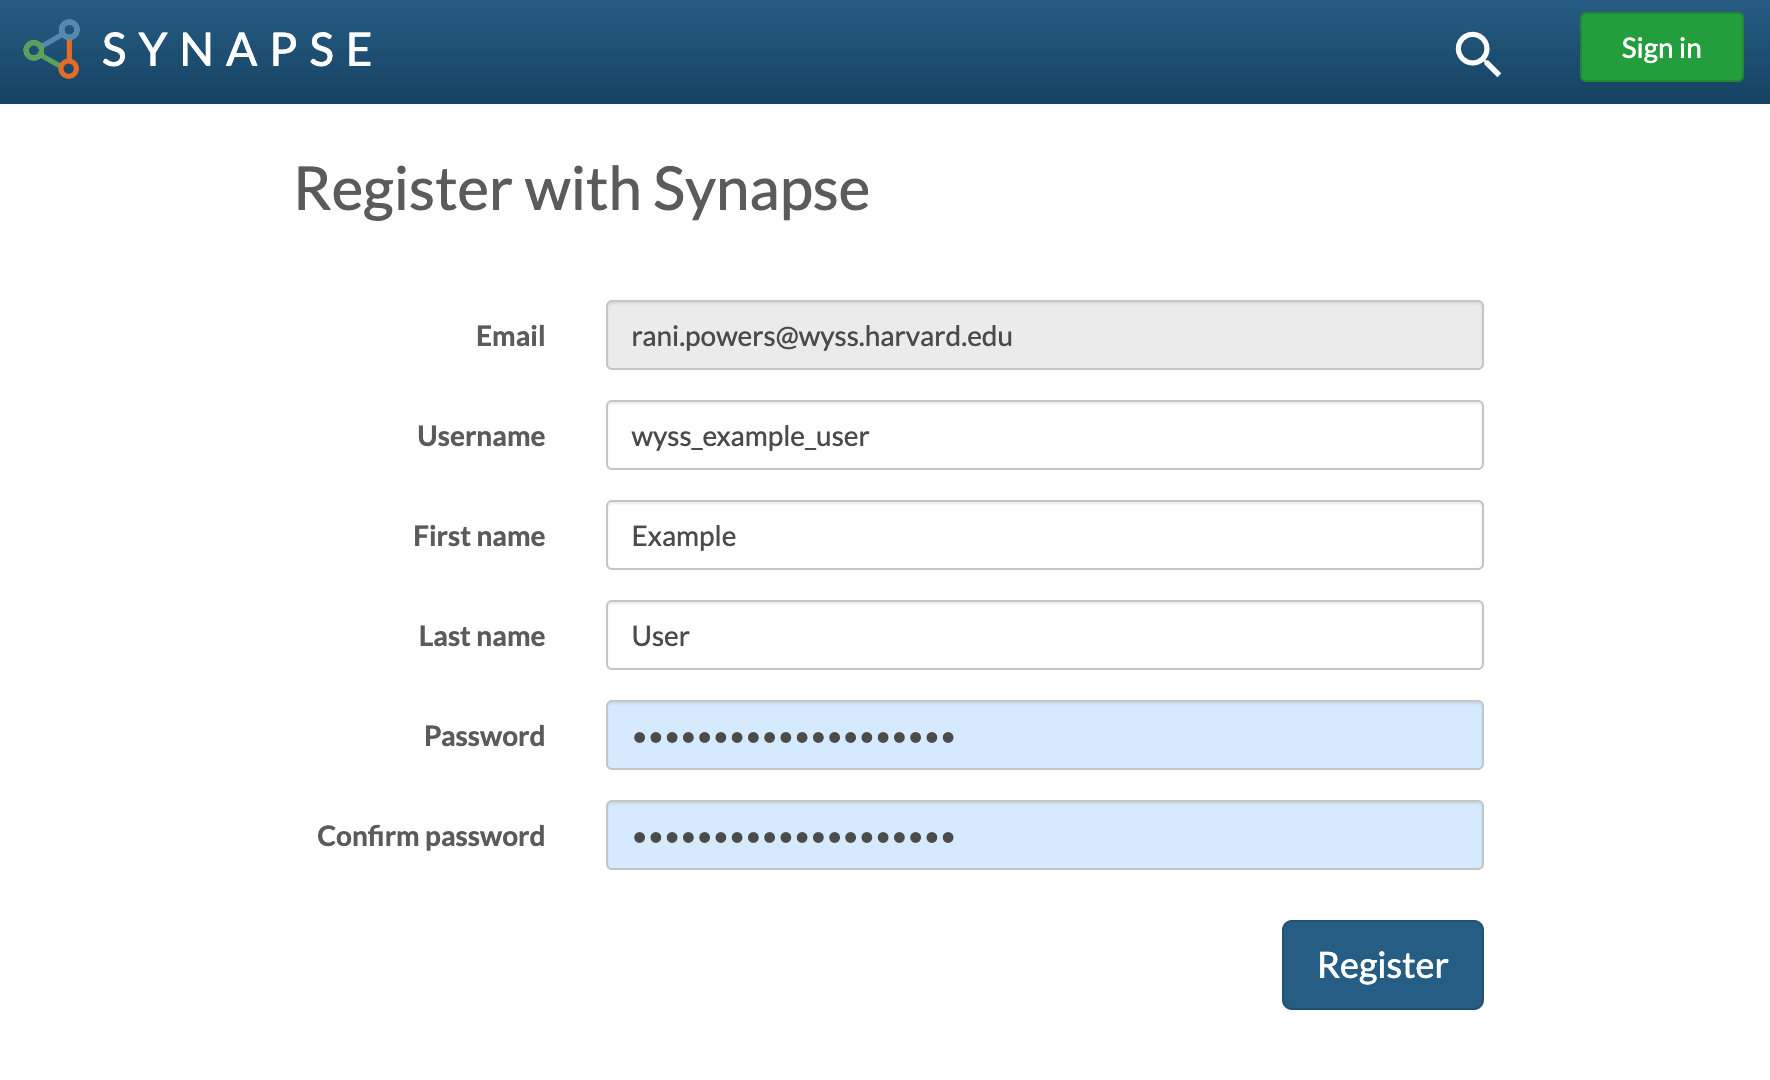 SYNAPSE
Sign in
Register with Synapse
Email
rani.powers@wyss.harvard.edu
Username
wyss_example_user
First name
Example
Last name
User
Password
••••••••••••••••••••
Confirm password
••••••••••••••••••••
Register